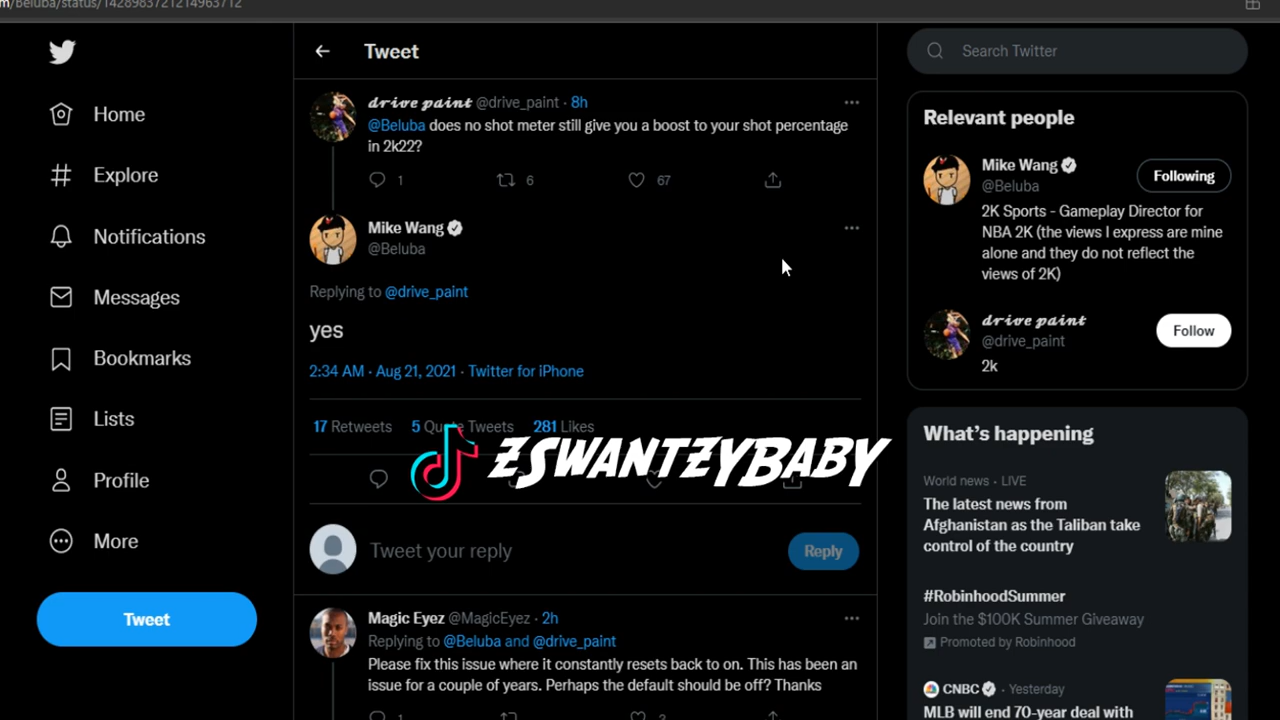 m/Beluba/status/1428983721214963712
Tweet
Search Twitter
Home
Explore
Notifications
Messages
Bookmarks
Lists
Profile
More
Tweet
𝓭𝓻𝓲𝓿𝓮 𝓹𝓪𝓲𝓷𝓽 @drive_paint · 8h
@Beluba does no shot meter still give you a boost to your shot percentage
in 2k22?
1 6 67
Mike Wang
@Beluba
Replying to @drive_paint
yes
2:34 AM · Aug 21, 2021 · Twitter for iPhone
17 Retweets 5 Quote Tweets 281 Likes
ZSWANTZYBABY
Tweet your reply
Reply
Magic Eyez @MagicEyez · 2h
Replying to @Beluba and @drive_paint
Please fix this issue where it constantly resets back to on. This has been an
issue for a couple of years. Perhaps the default should be off? Thanks
1 3
Relevant people
Mike Wang
@Beluba
Following
2K Sports - Gameplay Director for
NBA 2K (the views I express are mine
alone and they do not reflect the
views of 2K)
𝓭𝓻𝓲𝓿𝓮 𝓹𝓪𝓲𝓷𝓽
@drive_paint
Follow
2k
What's happening
World news · LIVE
The latest news from
Afghanistan as the Taliban take
control of the country
#RobinhoodSummer
Join the $100K Summer Giveaway
Promoted by Robinhood
CNBC · Yesterday
MLB will end 70-year deal with